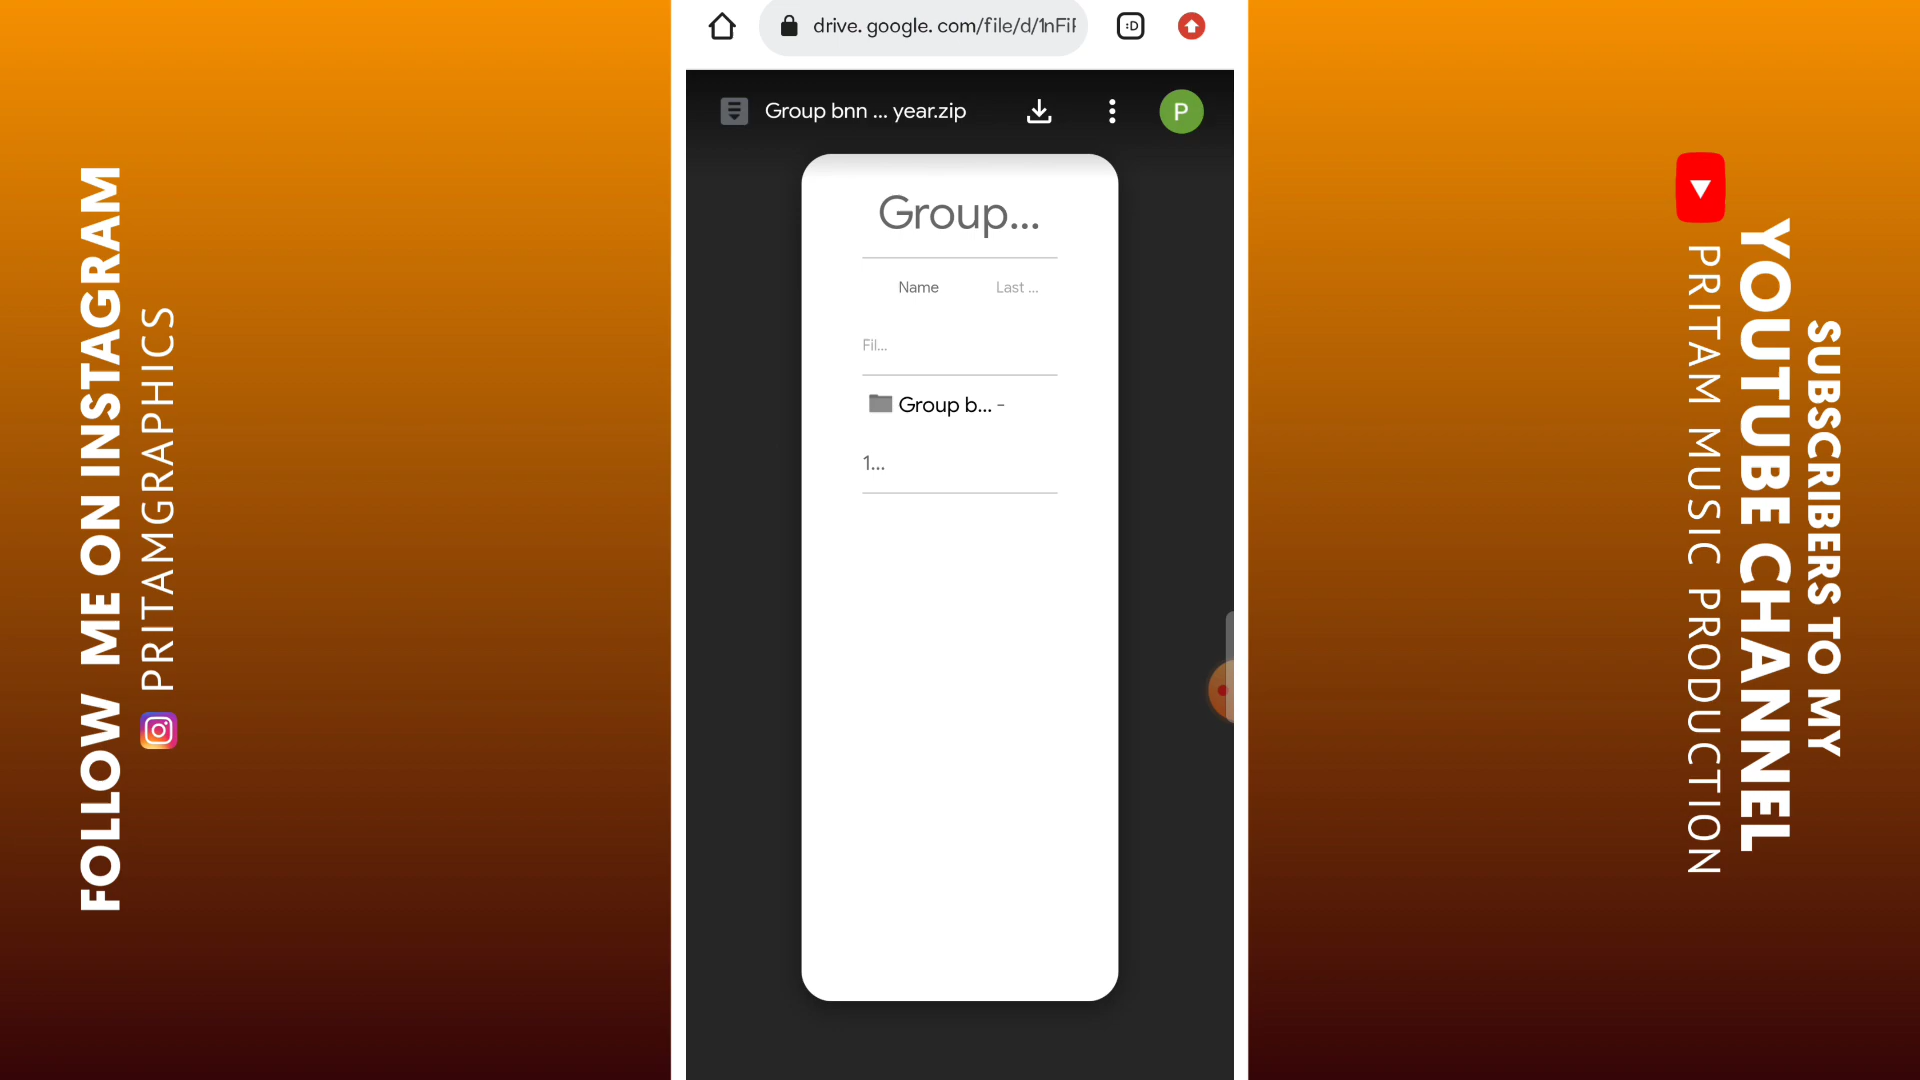 FOLLOW ME ON INSTAGRAM
PRITAMGRAPHICS
drive. google. com/file/d/1nFiF
:D
Group bnn ... year.zip
P
Group...
Name
Last ...
Fil...
Group b... -
1...
SUBSCRIBERS TO MY
YOUTUBE CHANNEL
PRITAM MUSIC PRODUCTION